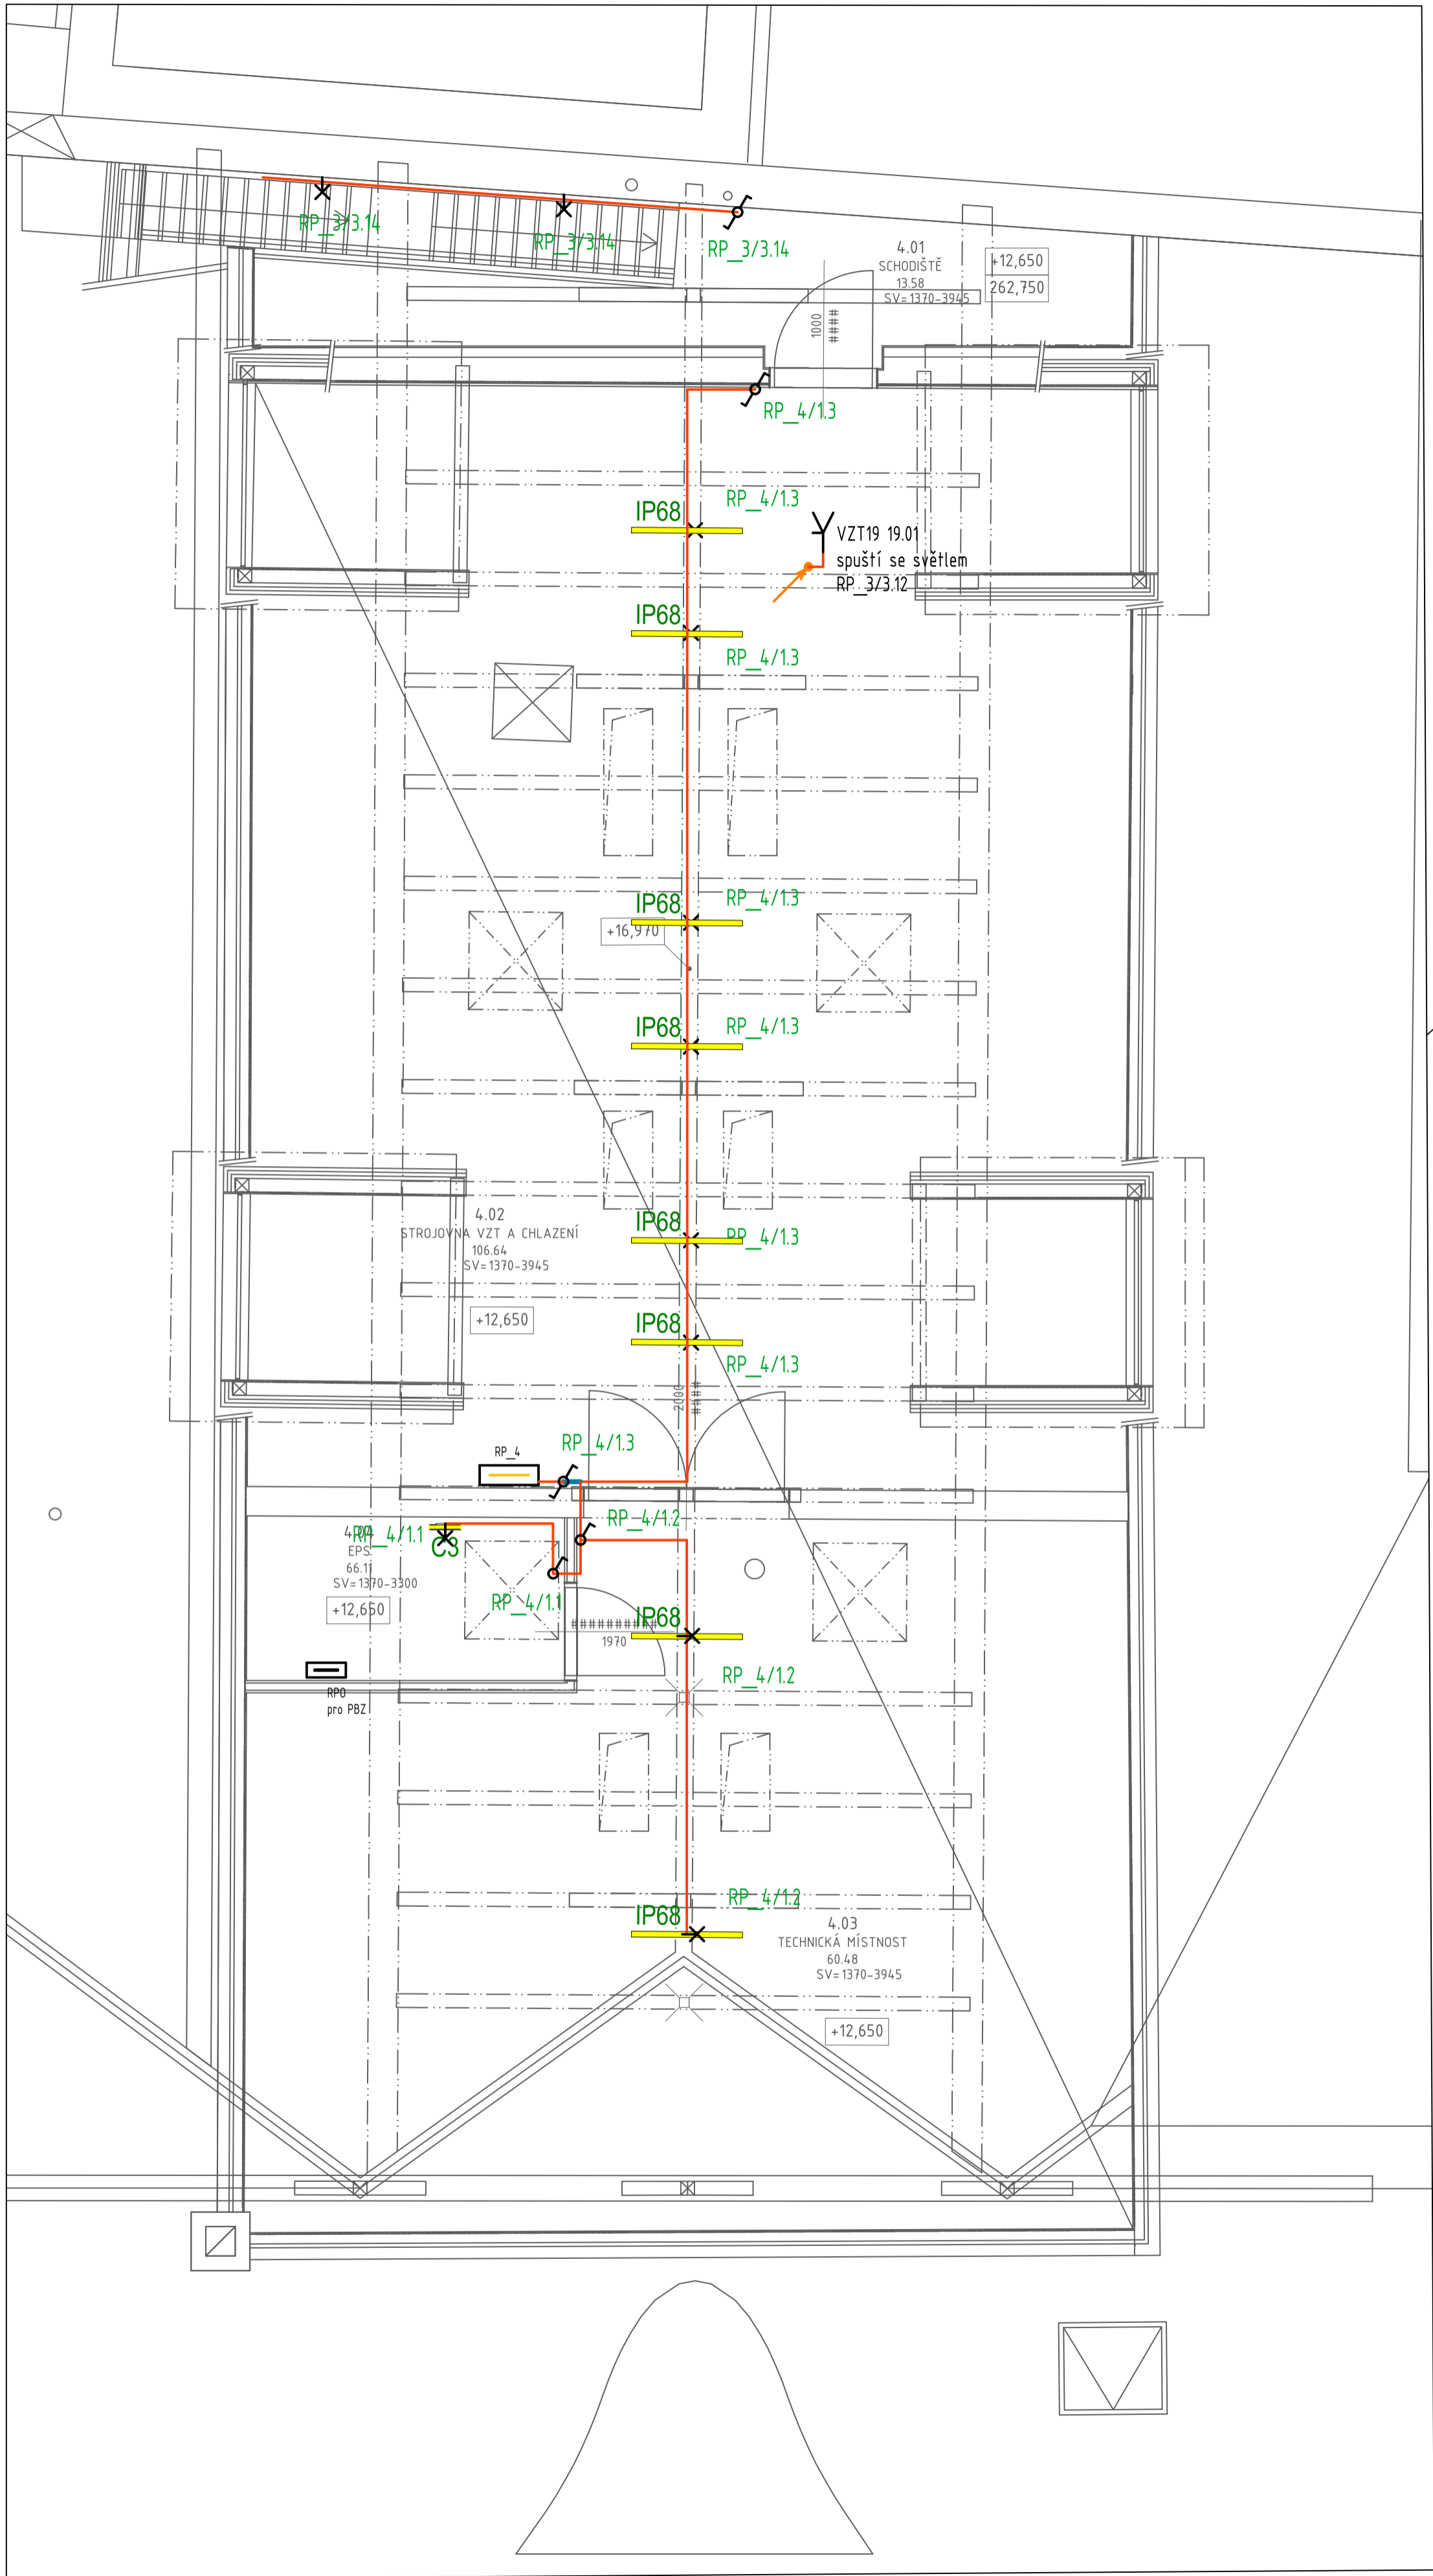 RP_3/3.14
RP_3/3.14
RP_3/3.14
4.01
SCHODIŠTĚ
13.58
SV=1370-3945
+12,650
262,750
1000
####
RP_4/1.3
IP68
RP_4/1.3
VZT19 19.01
spuští se světlem
RP_3/3.12
IP68
RP_4/1.3
IP68
RP_4/1.3
+16,970
IP68
RP_4/1.3
4.02
STROJOVNA VZT A CHLAZENÍ
106.64
SV=1370-3945
IP68
RP_4/1.3
+12,650
IP68
RP_4/1.3
2000
####
RP_4
RP_4/1.3
RP_4/1.2
RP_4/1.1
C3
EPS
66.11
SV=1370-3300
+12,650
RP_4/1.1
IP68
##########
1970
RP_4/1.2
RPO
pro PBZ
RP_4/1.2
IP68
4.03
TECHNICKÁ MÍSTNOST
60.48
SV=1370-3945
+12,650